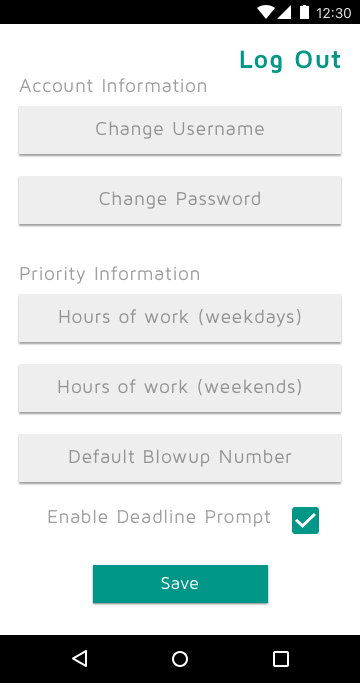 12:30
Log Out
Account Information
Change Username
Change Password
Priority Information
Hours of work (weekdays)
Hours of work (weekends)
Default Blowup Number
Enable Deadline Prompt
Save